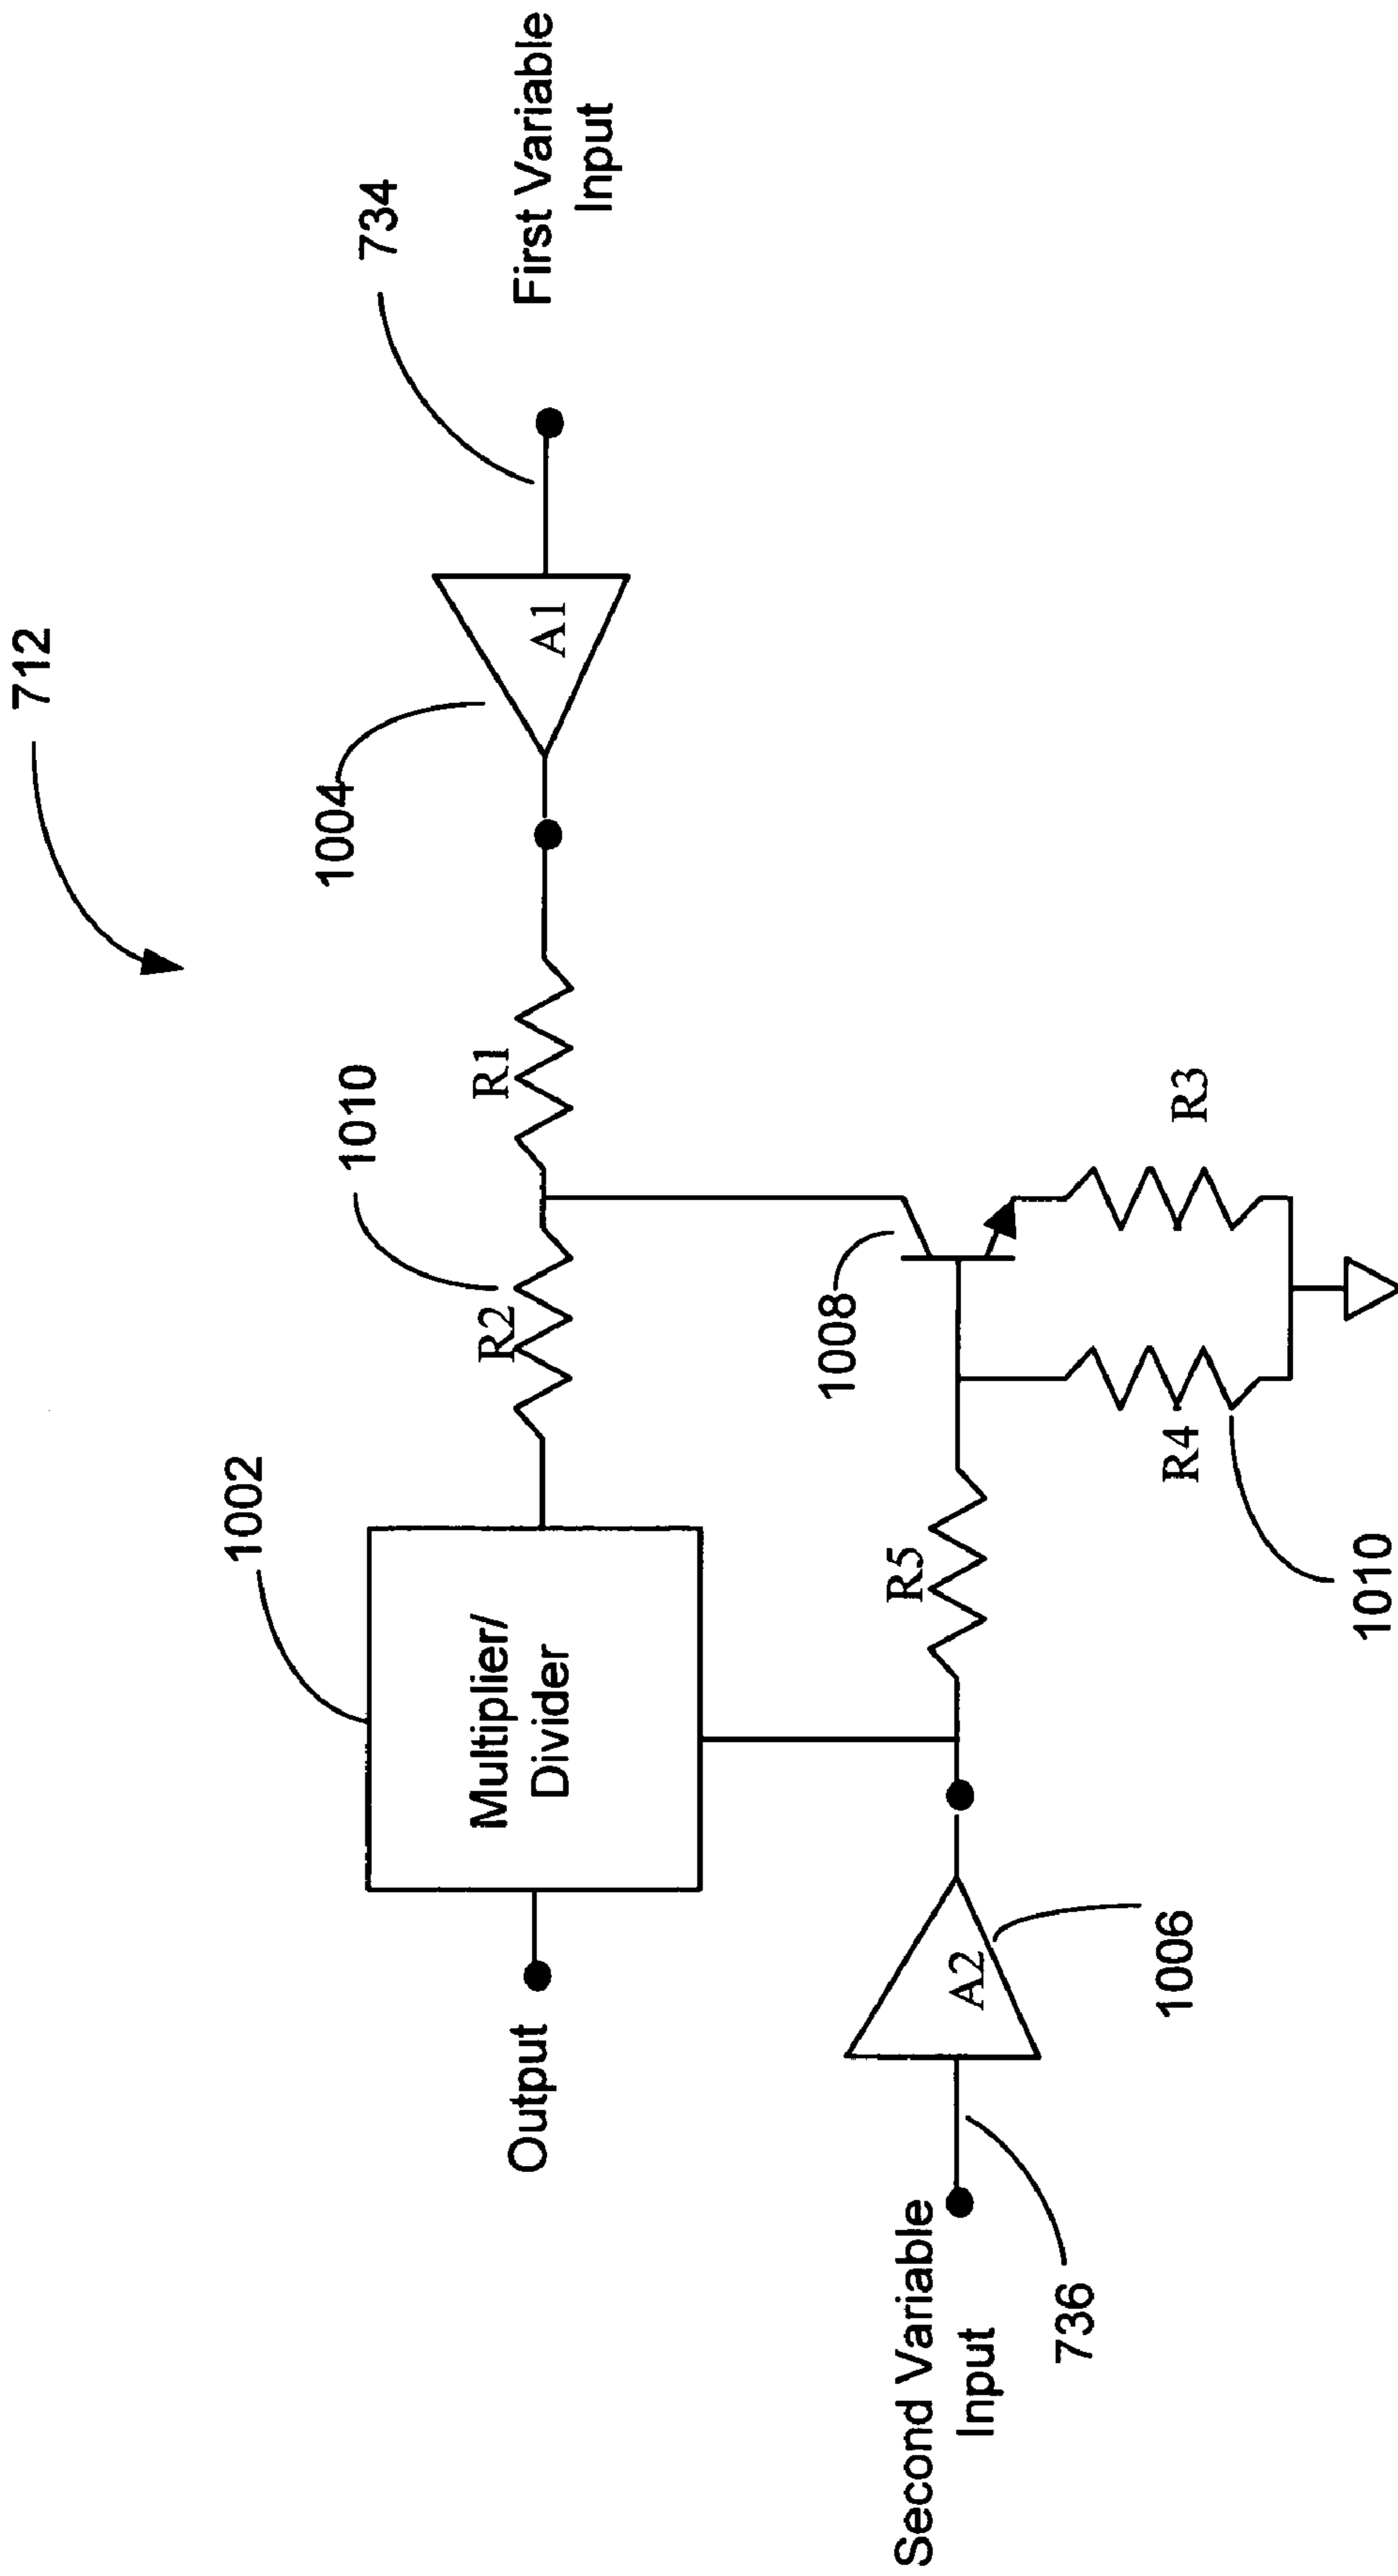 712
734
First Variable
Input
1004
A1
1010
R1
R2
1002
Multiplier/
Divider
Output
1008
R3
R4
1010
R5
A2
1006
Second Variable
Input
736